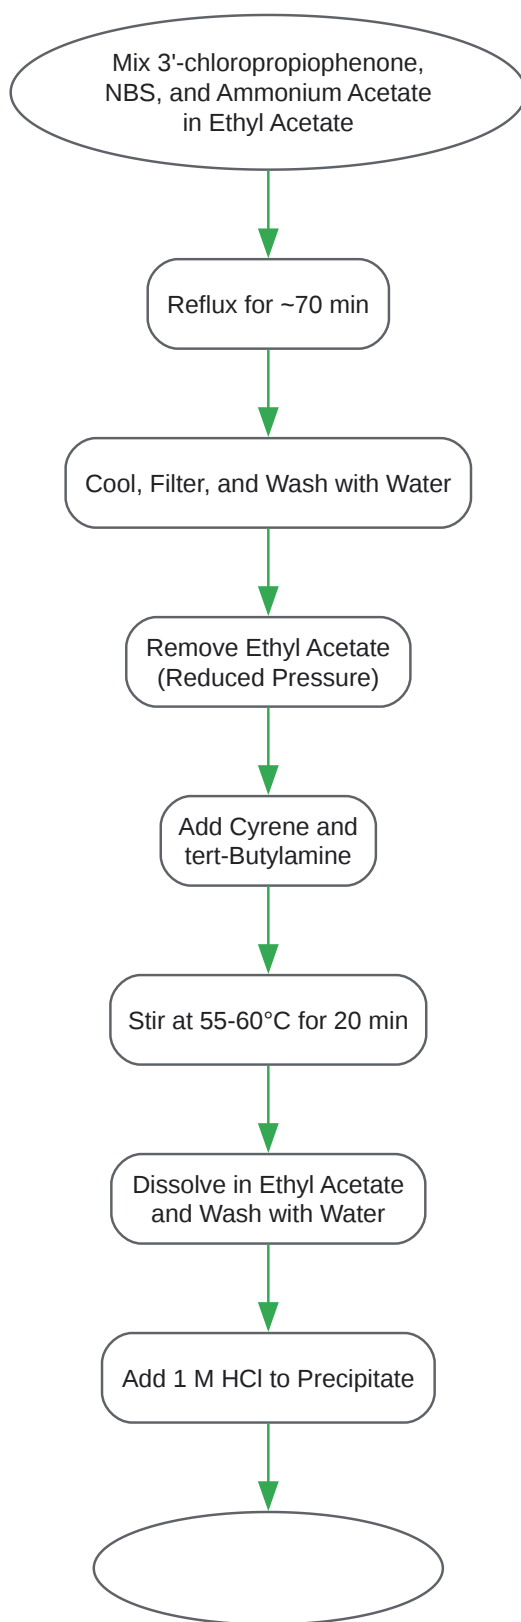 Mix 3'-chloropropiophenone,
NBS, and Ammonium Acetate
in Ethyl Acetate
Reflux for ~70 min
Cool, Filter, and Wash with Water
Remove Ethyl Acetate
(Reduced Pressure)
Add Cyrene and
tert-Butylamine
Stir at 55-60°C for 20 min
Dissolve in Ethyl Acetate
and Wash with Water
Add 1 M HCl to Precipitate